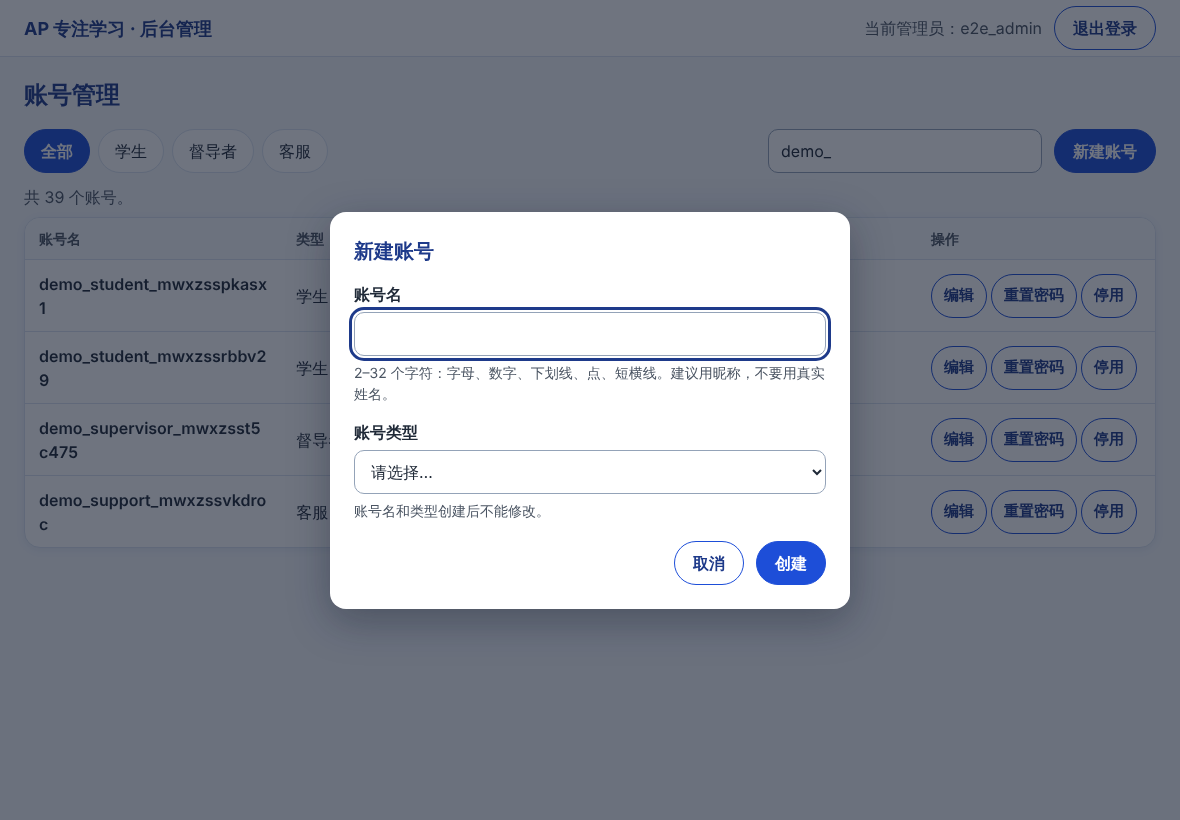 AP 专注学习 · 后台管理
当前管理员：e2e_admin
退出登录
账号管理
全部
学生
督导者
客服
demo_
新建账号
共 39 个账号。
账号名
类型
操作
demo_student_mwxzsspkasx
1
学生
编辑
重置密码
停用
demo_student_mwxzssrbbv2
9
学生
编辑
重置密码
停用
demo_supervisor_mwxzsst5
c475
督导
编辑
重置密码
停用
demo_support_mwxzssvkdro
c
客服
编辑
重置密码
停用
新建账号
账号名
2–32 个字符：字母、数字、下划线、点、短横线。建议用昵称，不要用真实
姓名。
账号类型
请选择...
账号名和类型创建后不能修改。
取消
创建